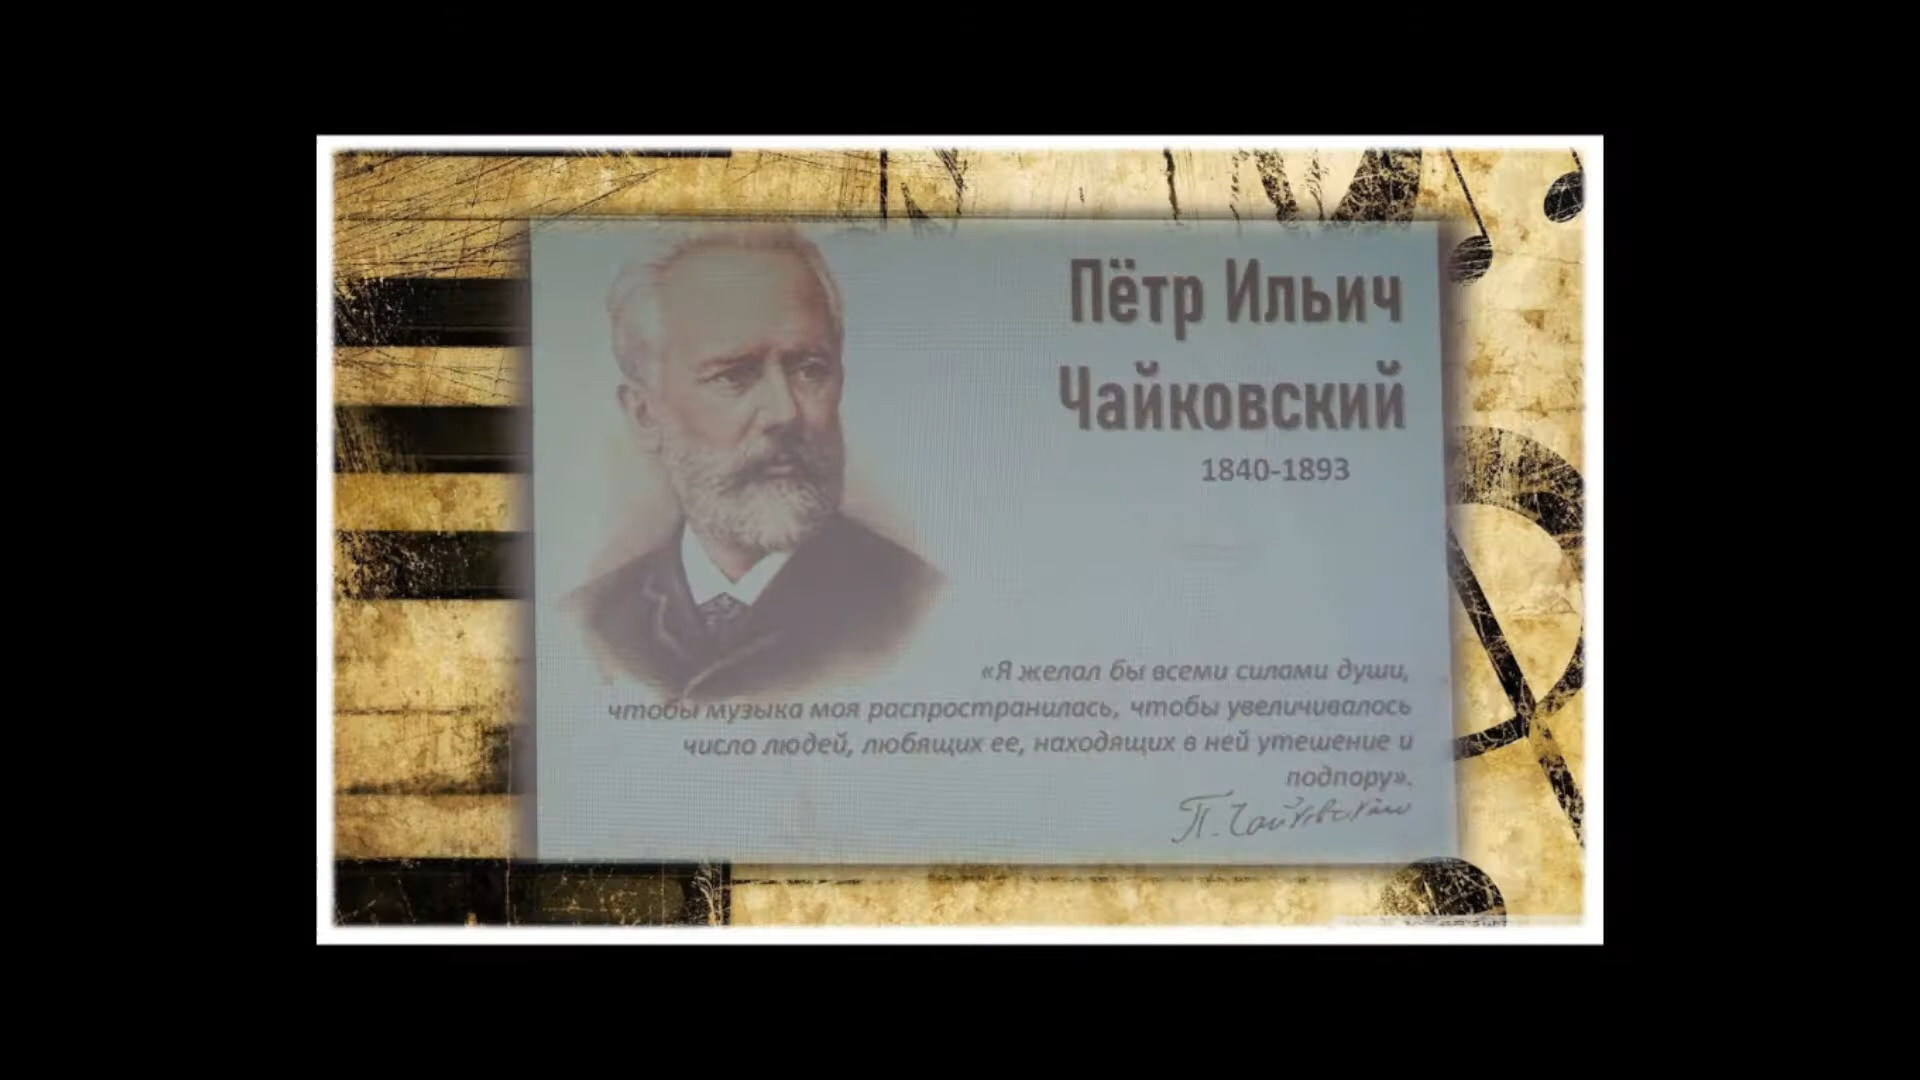 Пётр Ильич
Чайковский
1840-1893
«Я желал бы всеми силами души,
чтобы музыка моя распространилась, чтобы увеличивалось
число людей, любящих ее, находящих в ней утешение и
подпору».
П. Чайковский